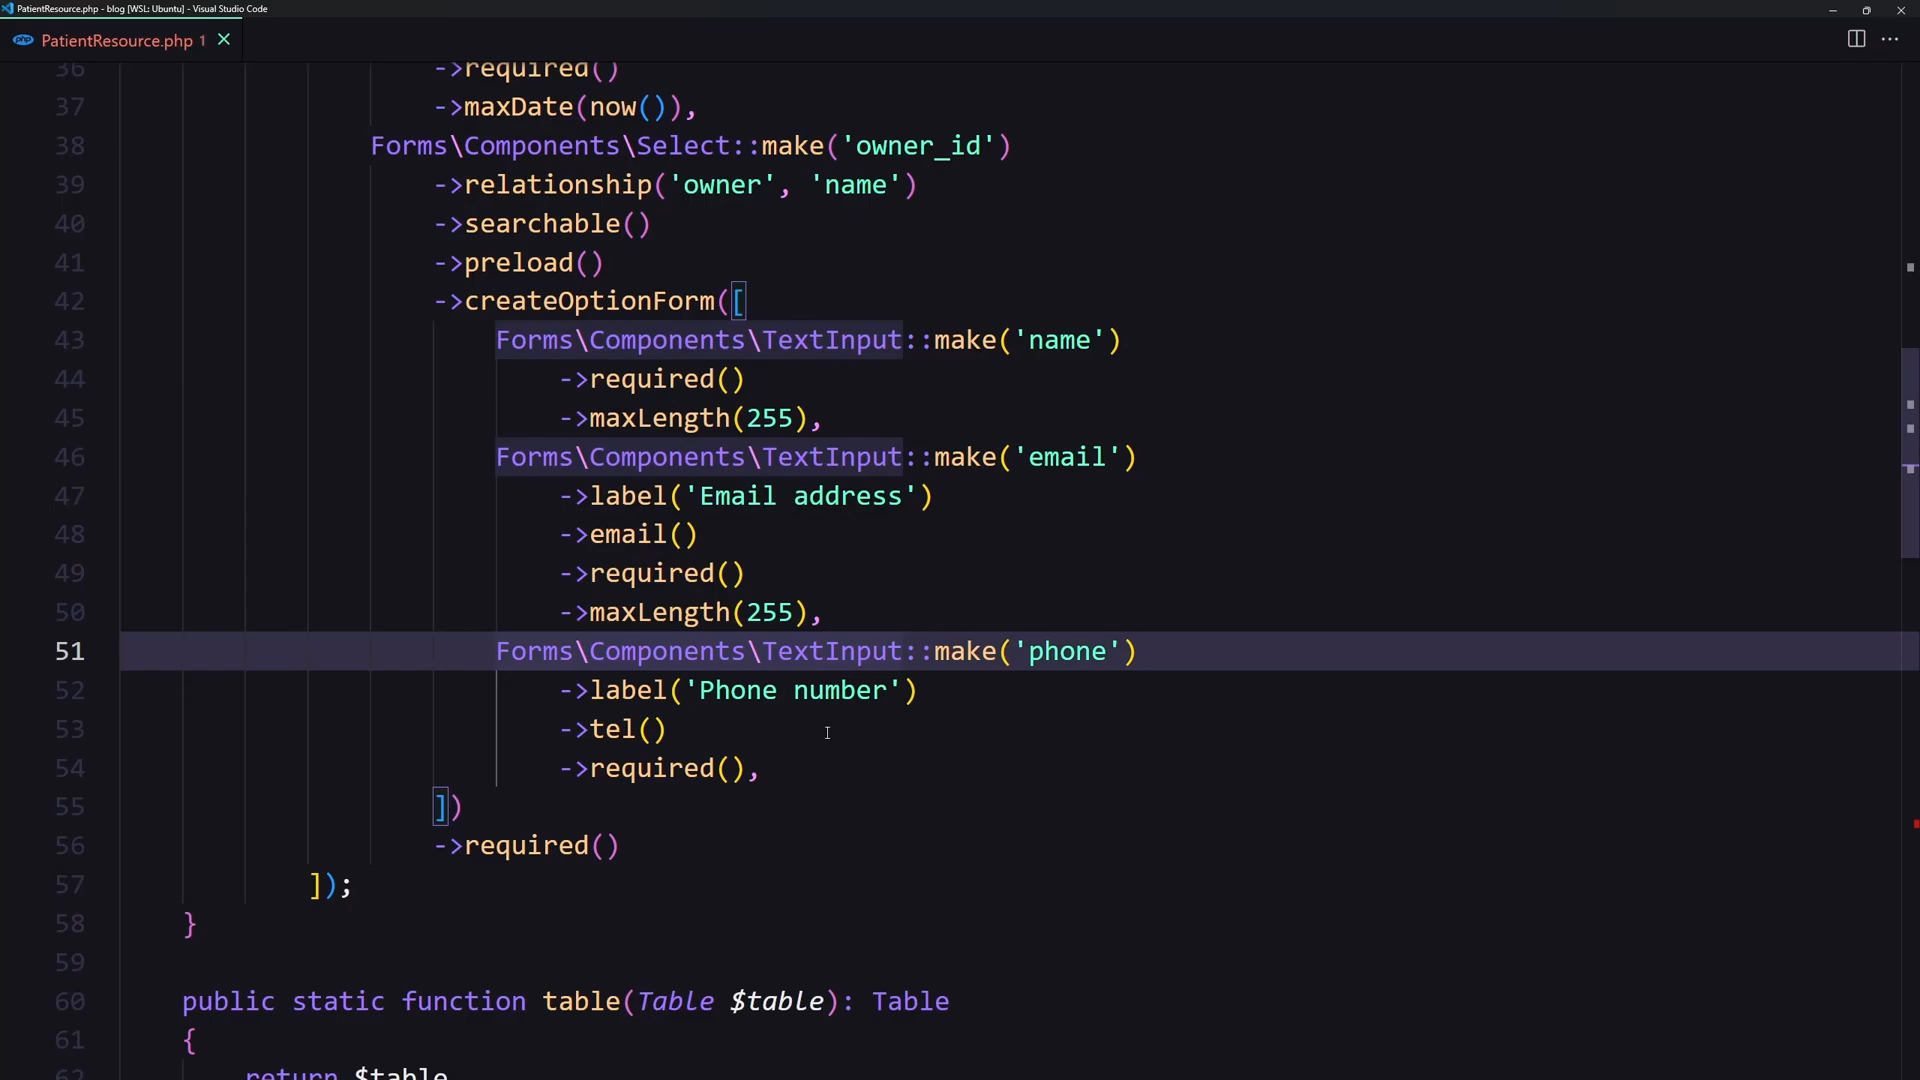 PatientResource.php - blog [WSL: Ubuntu] - Visual Studio Code
php PatientResource.php 1
36 ->required()
37 ->maxDate(now()),
38 Forms\Components\Select::make('owner_id')
39 ->relationship('owner', 'name')
40 ->searchable()
41 ->preload()
42 ->createOptionForm([
43 Forms\Components\TextInput::make('name')
44 ->required()
45 ->maxLength(255),
46 Forms\Components\TextInput::make('email')
47 ->label('Email address')
48 ->email()
49 ->required()
50 ->maxLength(255),
51 Forms\Components\TextInput::make('phone')
52 ->label('Phone number')
53 ->tel()
54 ->required(),
55 ])
56 ->required()
57 ]);
58 }
59
60 public static function table(Table $table): Table
61 {
62 return $table